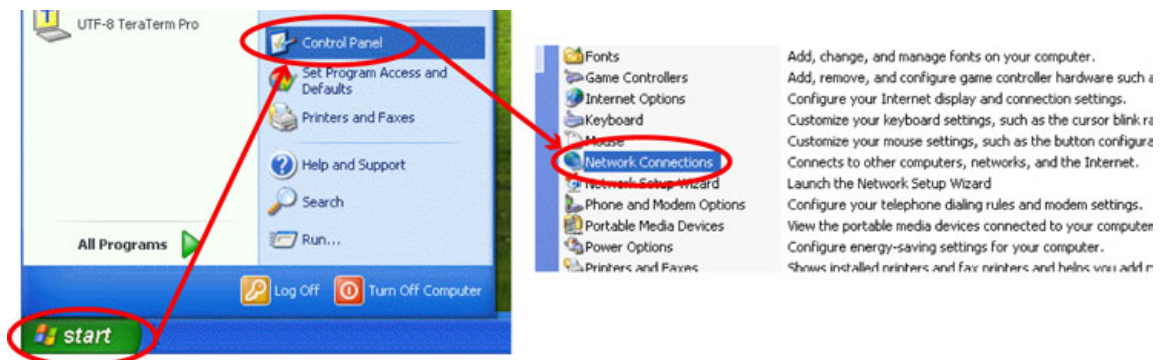 UTF-8 TeraTerm Pro
Control Panel
Set Program Access and
Defaults
Printers and Faxes
Help and Support
Search
All Programs
Run...
Log Off
Turn Off Computer
start
Fonts Add, change, and manage fonts on your computer.
Game Controllers Add, remove, and configure game controller hardware such a
Internet Options Configure your Internet display and connection settings.
Keyboard Customize your keyboard settings, such as the cursor blink ra
Mouse Customize your mouse settings, such as the button configura
Network Connections Connects to other computers, networks, and the Internet.
Network Setup Wizard Launch the Network Setup Wizard
Phone and Modem Options Configure your telephone dialing rules and modem settings.
Portable Media Devices View the portable media devices connected to your computer
Power Options Configure energy-saving settings for your computer.
Printers and Faxes Shows installed printers and fax printers and helps you add